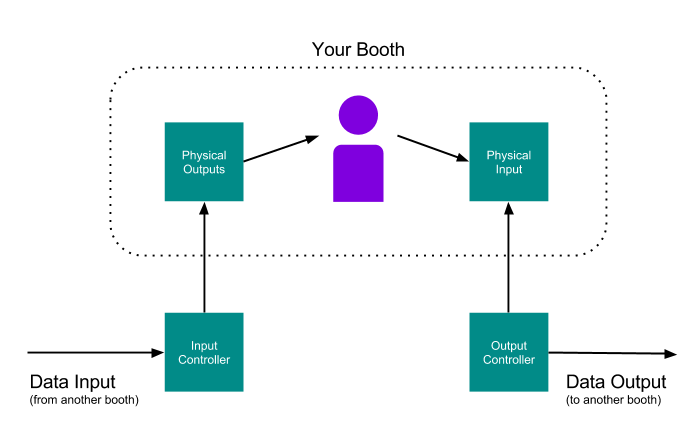 Your Booth
Physical
Outputs
Physical
Input
Input
Controller
Output
Controller
Data Input
(from another booth)
Data Output
(to another booth)